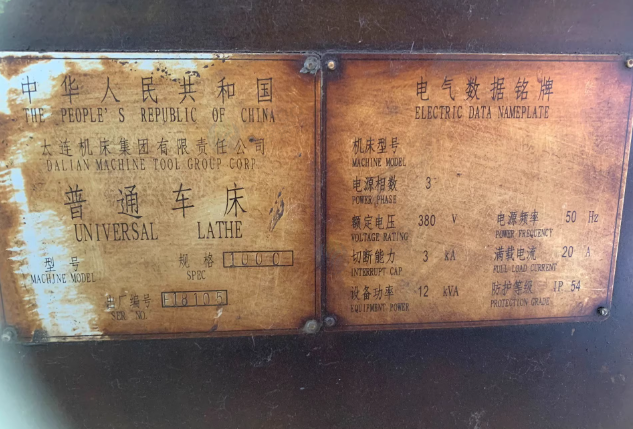 中华人民共和国
THE PEOPLE'S REPUBLIC OF CHINA
大连机床集团有限责任公司
DALIAN MACHINE TOOL GROUP CORP
普通车床
UNIVERSAL LATHE
型号 规格 1000
MACHINE MODEL SPEC
出厂编号
SER NO
电气数据铭牌
ELECTRIC DATA NAMEPLATE
机床型号
MACHINE MODEL
电源相数 3
POWER PHASE
额定电压 380 V 电源频率 50 Hz
VOLTAGE RATING POWER FREQUENCY
切断能力 3 kA 满载电流 20 A
INTERRUPT CAP FULL LOAD CURRENT
设备功率 12 kVA 防护等级 IP 54
EQUIPMENT POWER PROTECTION GRADE